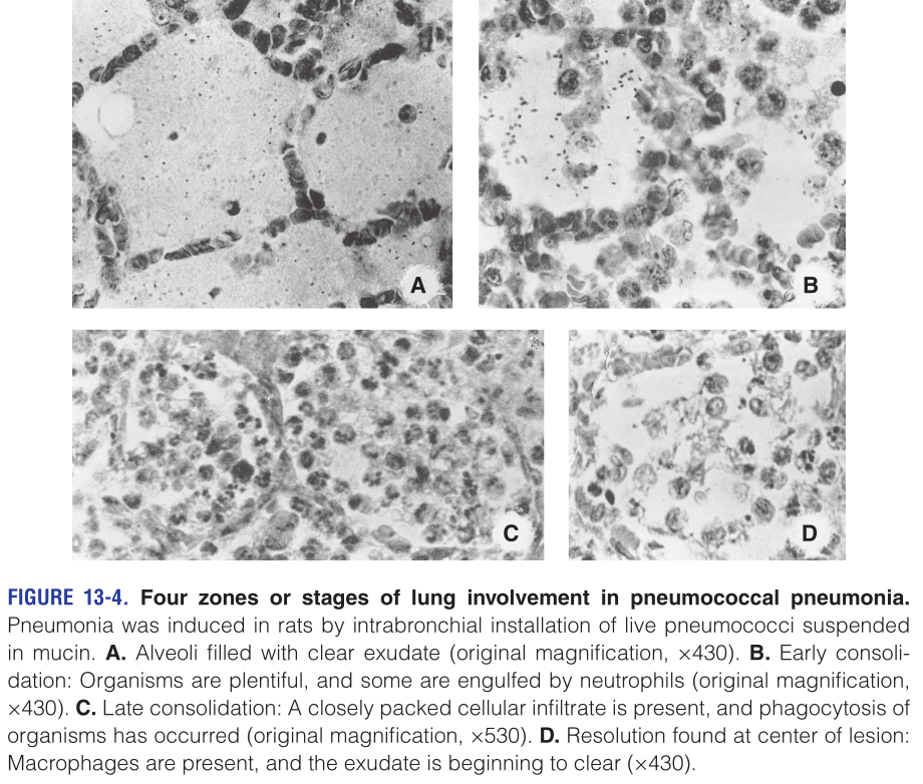 A
B
C
D
FIGURE 13-4. Four zones or stages of lung involvement in pneumococcal pneumonia.
Pneumonia was induced in rats by intrabronchial installation of live pneumococci suspended
in mucin. A. Alveoli filled with clear exudate (original magnification, ×430). B. Early consoli-
dation: Organisms are plentiful, and some are engulfed by neutrophils (original magnification,
×430). C. Late consolidation: A closely packed cellular infiltrate is present, and phagocytosis of
organisms has occurred (original magnification, ×530). D. Resolution found at center of lesion:
Macrophages are present, and the exudate is beginning to clear (×430).